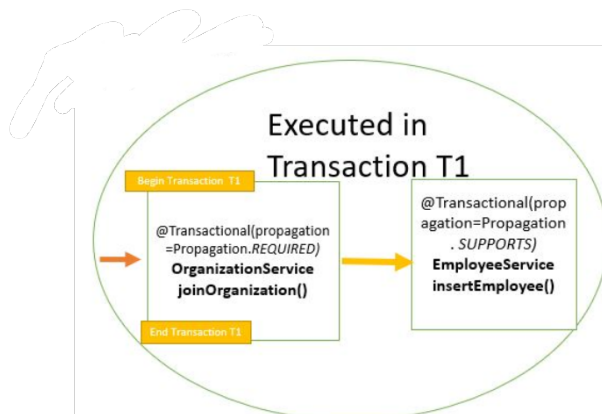 Executed in
Transaction T1
Begin Transaction T1
@Transactional(propagation
=Propagation.REQUIRED)
OrganizationService
joinOrganization()
End Transaction T1
@Transactional(prop
agation=Propagation
. SUPPORTS)
EmployeeService
insertEmployee()